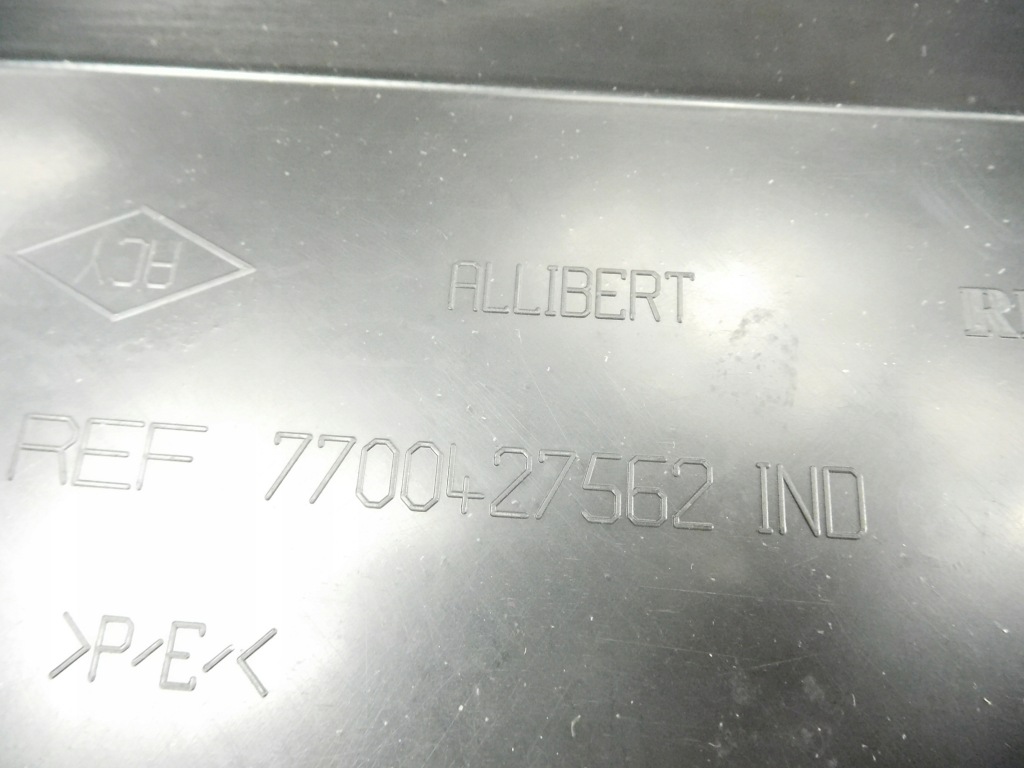 RCY ALLIBERT
REF 7700427562 IND
>P,E,<